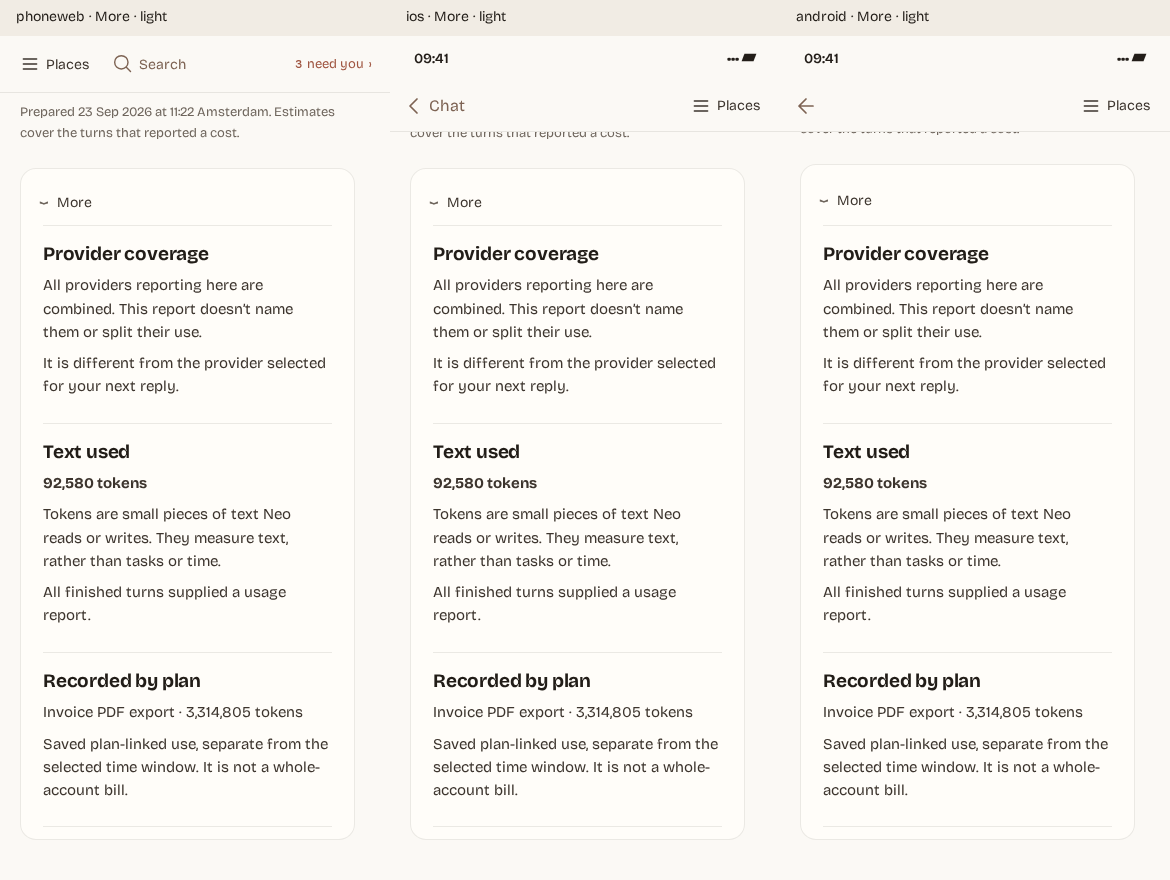 phoneweb · More · light
Places
Search
3 need you ›
Prepared 23 Sep 2026 at 11:22 Amsterdam. Estimates
cover the turns that reported a cost.
More
Provider coverage
All providers reporting here are
combined. This report doesn't name
them or split their use.
It is different from the provider selected
for your next reply.
Text used
92,580 tokens
Tokens are small pieces of text Neo
reads or writes. They measure text,
rather than tasks or time.
All finished turns supplied a usage
report.
Recorded by plan
Invoice PDF export · 3,314,805 tokens
Saved plan-linked use, separate from the
selected time window. It is not a whole-
account bill.
ios · More · light
09:41
Chat
Places
cover the turns that reported a cost.
More
Provider coverage
All providers reporting here are
combined. This report doesn't name
them or split their use.
It is different from the provider selected
for your next reply.
Text used
92,580 tokens
Tokens are small pieces of text Neo
reads or writes. They measure text,
rather than tasks or time.
All finished turns supplied a usage
report.
Recorded by plan
Invoice PDF export · 3,314,805 tokens
Saved plan-linked use, separate from the
selected time window. It is not a whole-
account bill.
android · More · light
09:41
Places
More
Provider coverage
All providers reporting here are
combined. This report doesn't name
them or split their use.
It is different from the provider selected
for your next reply.
Text used
92,580 tokens
Tokens are small pieces of text Neo
reads or writes. They measure text,
rather than tasks or time.
All finished turns supplied a usage
report.
Recorded by plan
Invoice PDF export · 3,314,805 tokens
Saved plan-linked use, separate from the
selected time window. It is not a whole-
account bill.